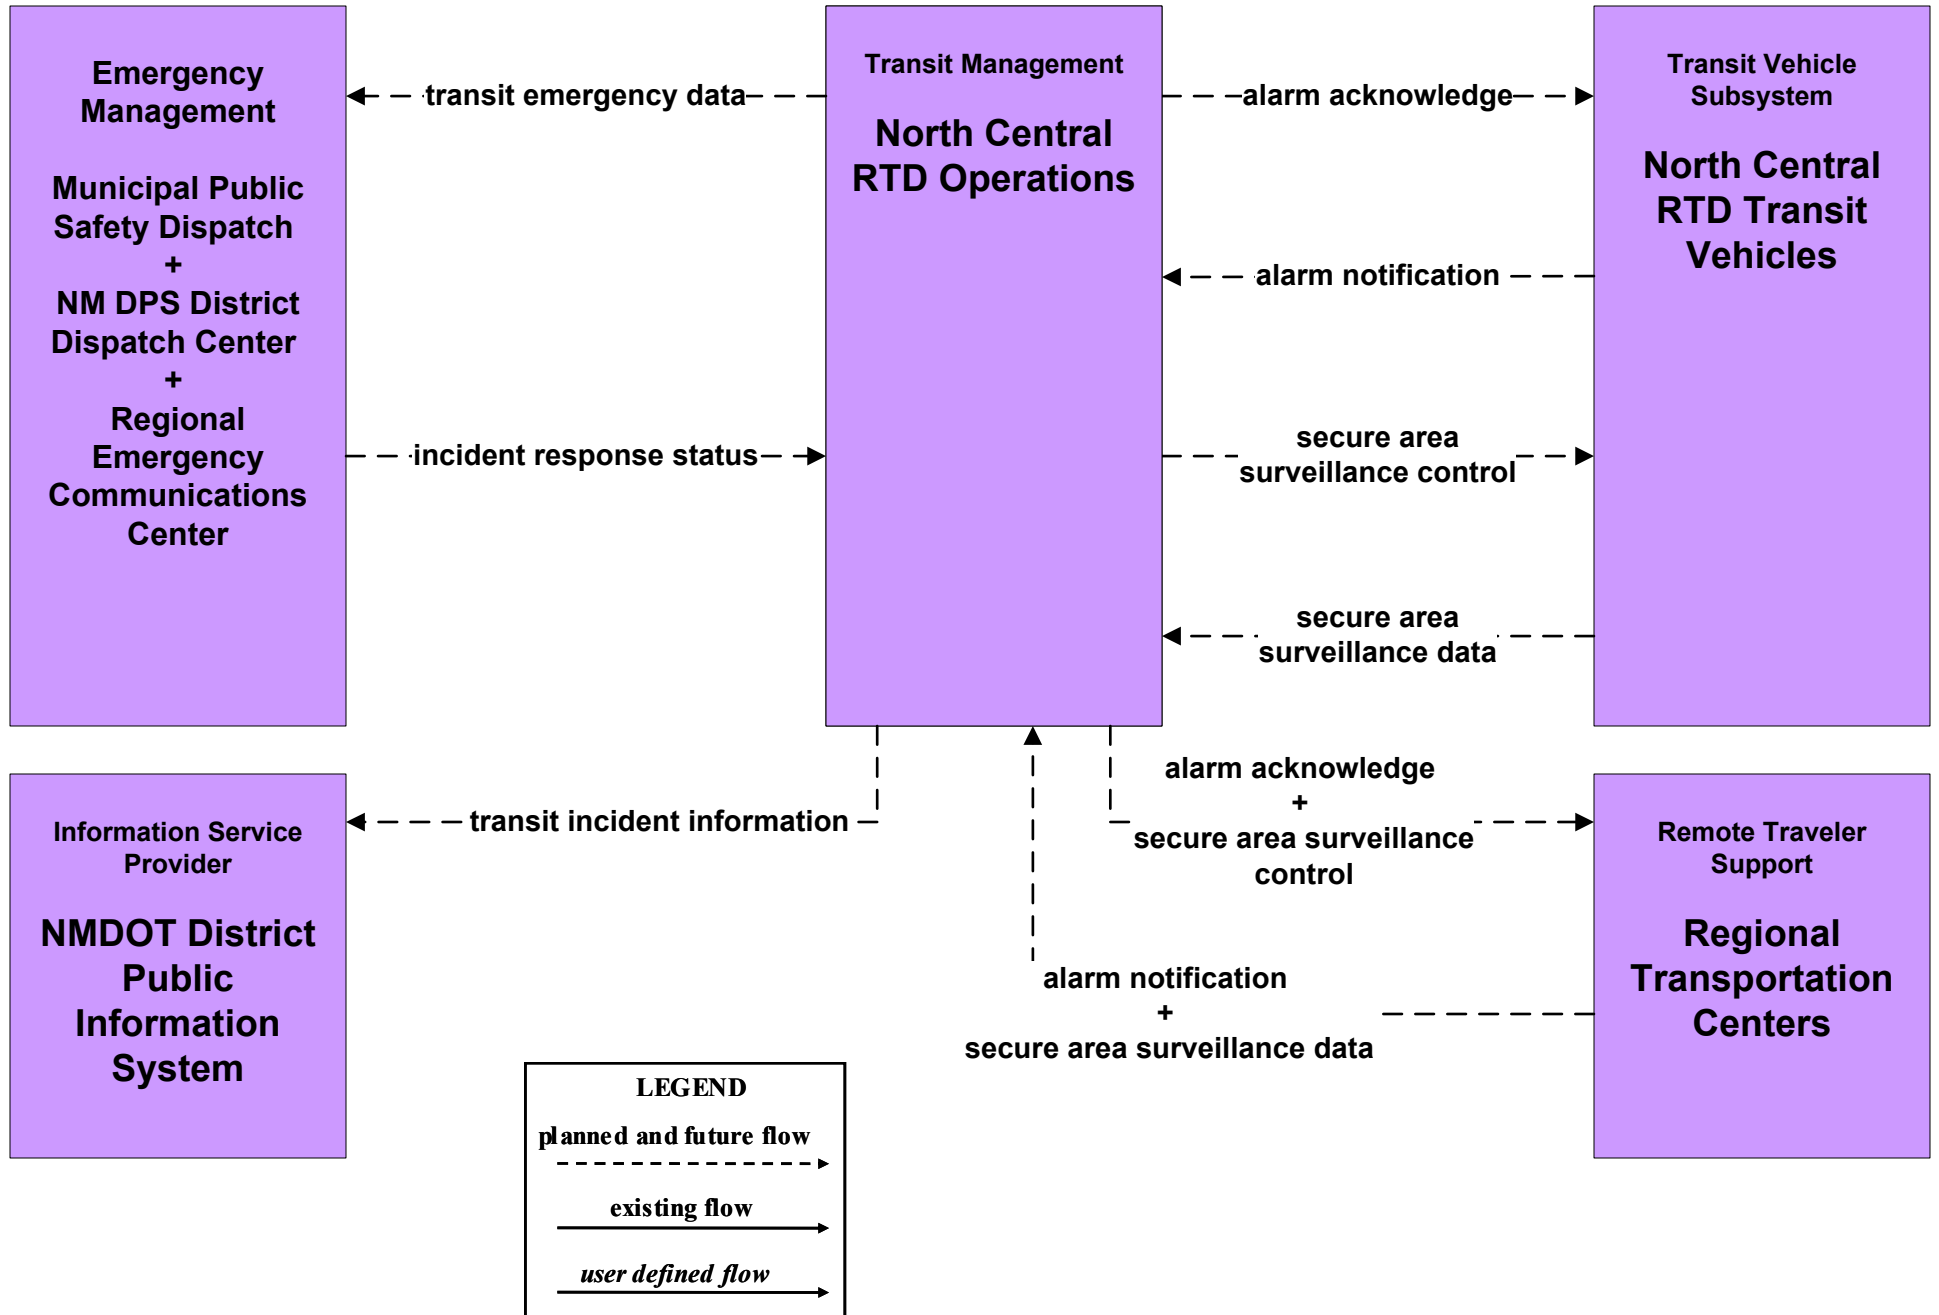 Emergency
Management
Municipal Public
Safety Dispatch
+
NM DPS District
Dispatch Center
+
Regional
Emergency
Communications
Center
transit emergency data
incident response status
Transit Management
North Central
RTD Operations
alarm acknowledge
alarm notification
secure area
surveillance control
secure area
surveillance data
Transit Vehicle
Subsystem
North Central
RTD Transit
Vehicles
Information Service
Provider
NMDOT District
Public
Information
System
transit incident information
alarm acknowledge
+
secure area surveillance
control
alarm notification
+
secure area surveillance data
Remote Traveler
Support
Regional
Transportation
Centers
LEGEND
planned and future flow
existing flow
user defined flow